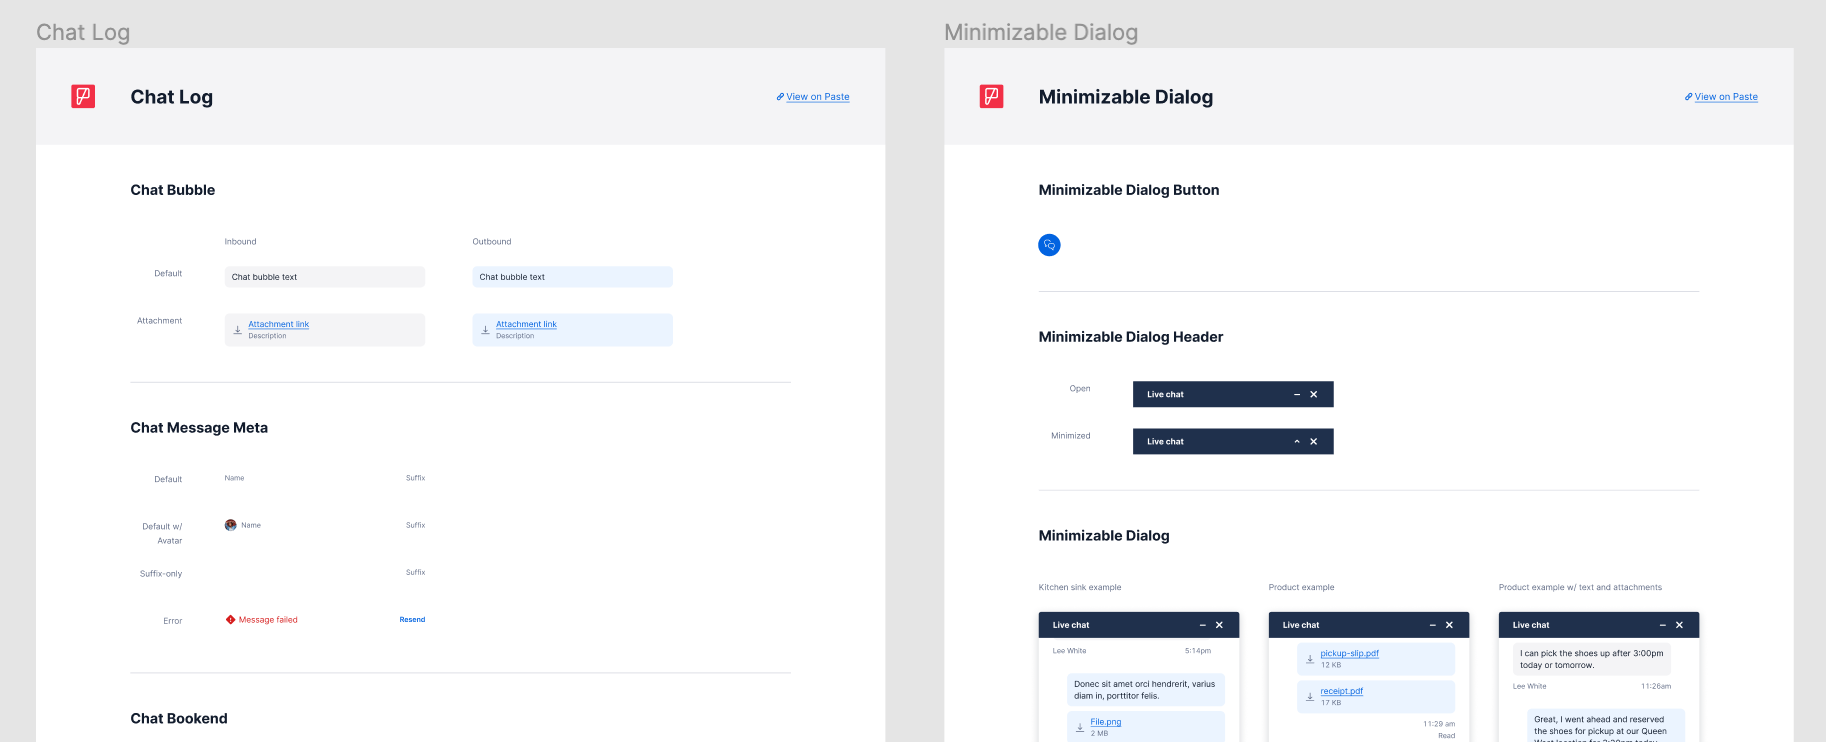 Chat Log
Chat Log
View on Paste
Chat Bubble
Inbound
Outbound
Default
Chat bubble text
Chat bubble text
Attachment
Attachment link
Description
Attachment link
Description
Chat Message Meta
Default
Name
Suffix
Default w/
Avatar
Name
Suffix
Suffix-only
Suffix
Error
Message failed
Resend
Chat Bookend
Minimizable Dialog
Minimizable Dialog
View on Paste
Minimizable Dialog Button
Minimizable Dialog Header
Open
Live chat
Minimized
Live chat
Minimizable Dialog
Kitchen sink example
Live chat
Lee White
5:14pm
Donec sit amet orci hendrerit, varius
diam in, porttitor felis.
File.png
2 MB
Product example
Live chat
pickup-slip.pdf
12 KB
receipt.pdf
17 KB
11:29 am
Read
Product example w/ text and attachments
Live chat
I can pick the shoes up after 3:00pm
today or tomorrow.
Lee White
11:26am
Great, I went ahead and reserved
the shoes for pickup at our Queen